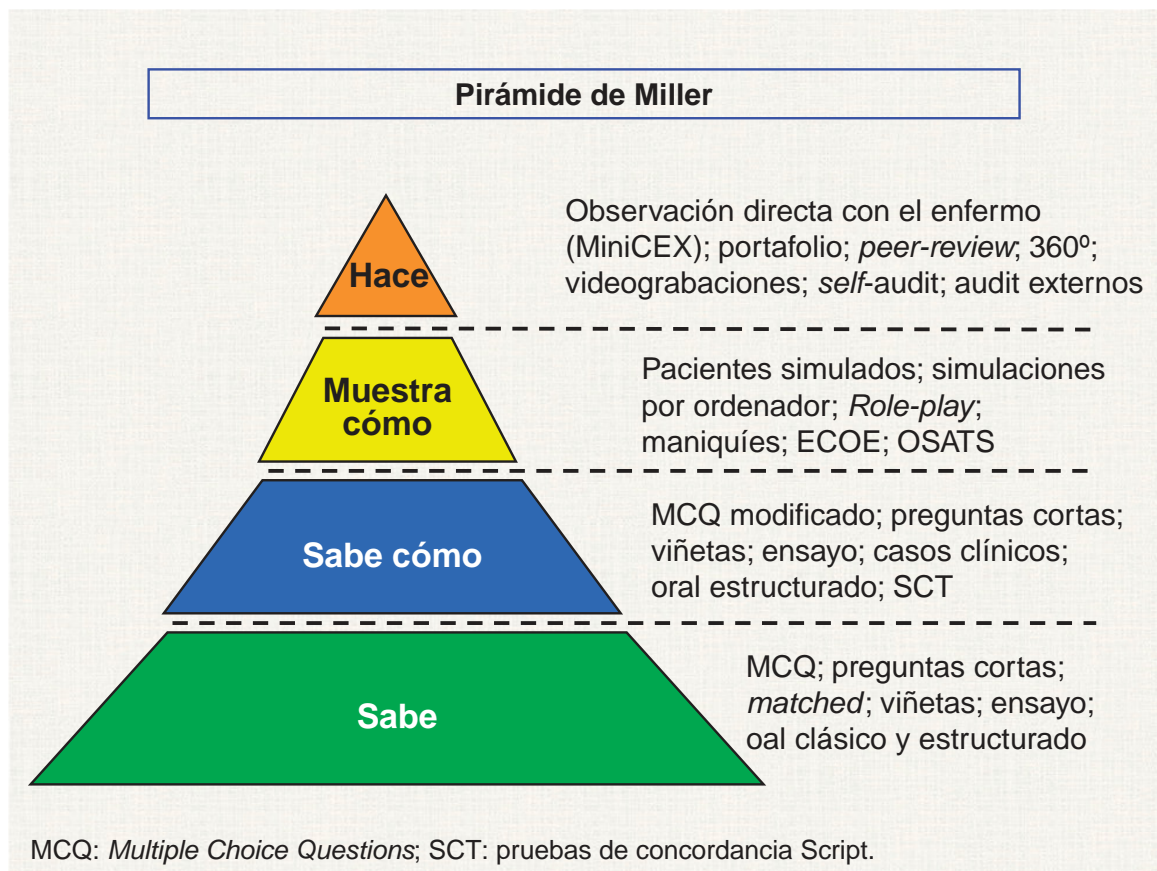 Pirámide de Miller
Hace
Observación directa con el enfermo
(MiniCEX); portafolio; peer-review; 360º;
videograbaciones; self-audit; audit externos
Muestra
cómo
Pacientes simulados; simulaciones
por ordenador; Role-play;
maniquíes; ECOE; OSATS
Sabe cómo
MCQ modificado; preguntas cortas;
viñetas; ensayo; casos clínicos;
oral estructurado; SCT
Sabe
MCQ; preguntas cortas;
matched; viñetas; ensayo;
oal clásico y estructurado
MCQ: Multiple Choice Questions; SCT: pruebas de concordancia Script.